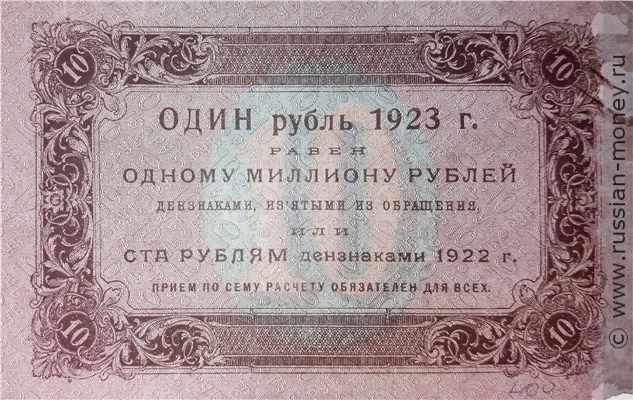 10 10
ОДИН рубль 1923 г.
РАВЕН
ОДНОМУ МИЛЛИОНУ РУБЛЕЙ
ДЕНЗНАКАМИ, ИЗ'ЯТЫМИ ИЗ ОБРАЩЕНИЯ,
ИЛИ
СТА РУБЛЯМ дензнаками 1922 г.
ПРИЕМ ПО СЕМУ РАСЧЕТУ ОБЯЗАТЕЛЕН ДЛЯ ВСЕХ.
10 10
10
© www.russian-money.ru